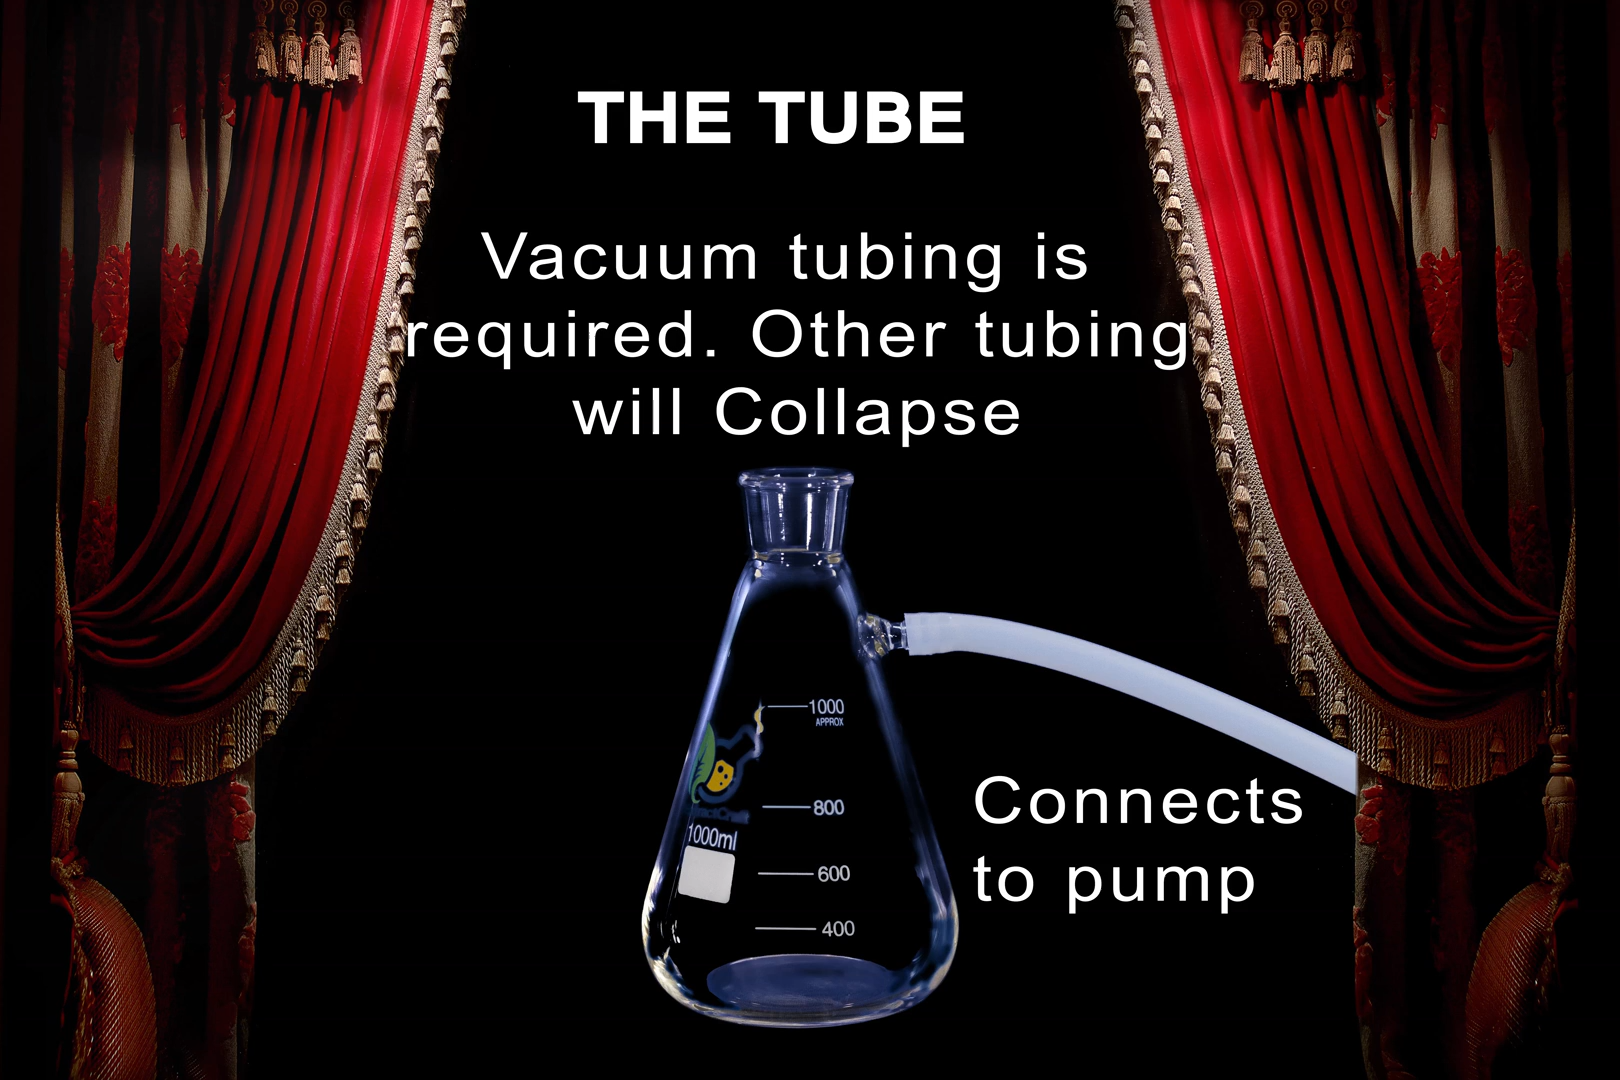 THE TUBE
Vacuum tubing is
required. Other tubing
will Collapse
1000
APPROX
800
1000ml
600
400
Connects
to pump